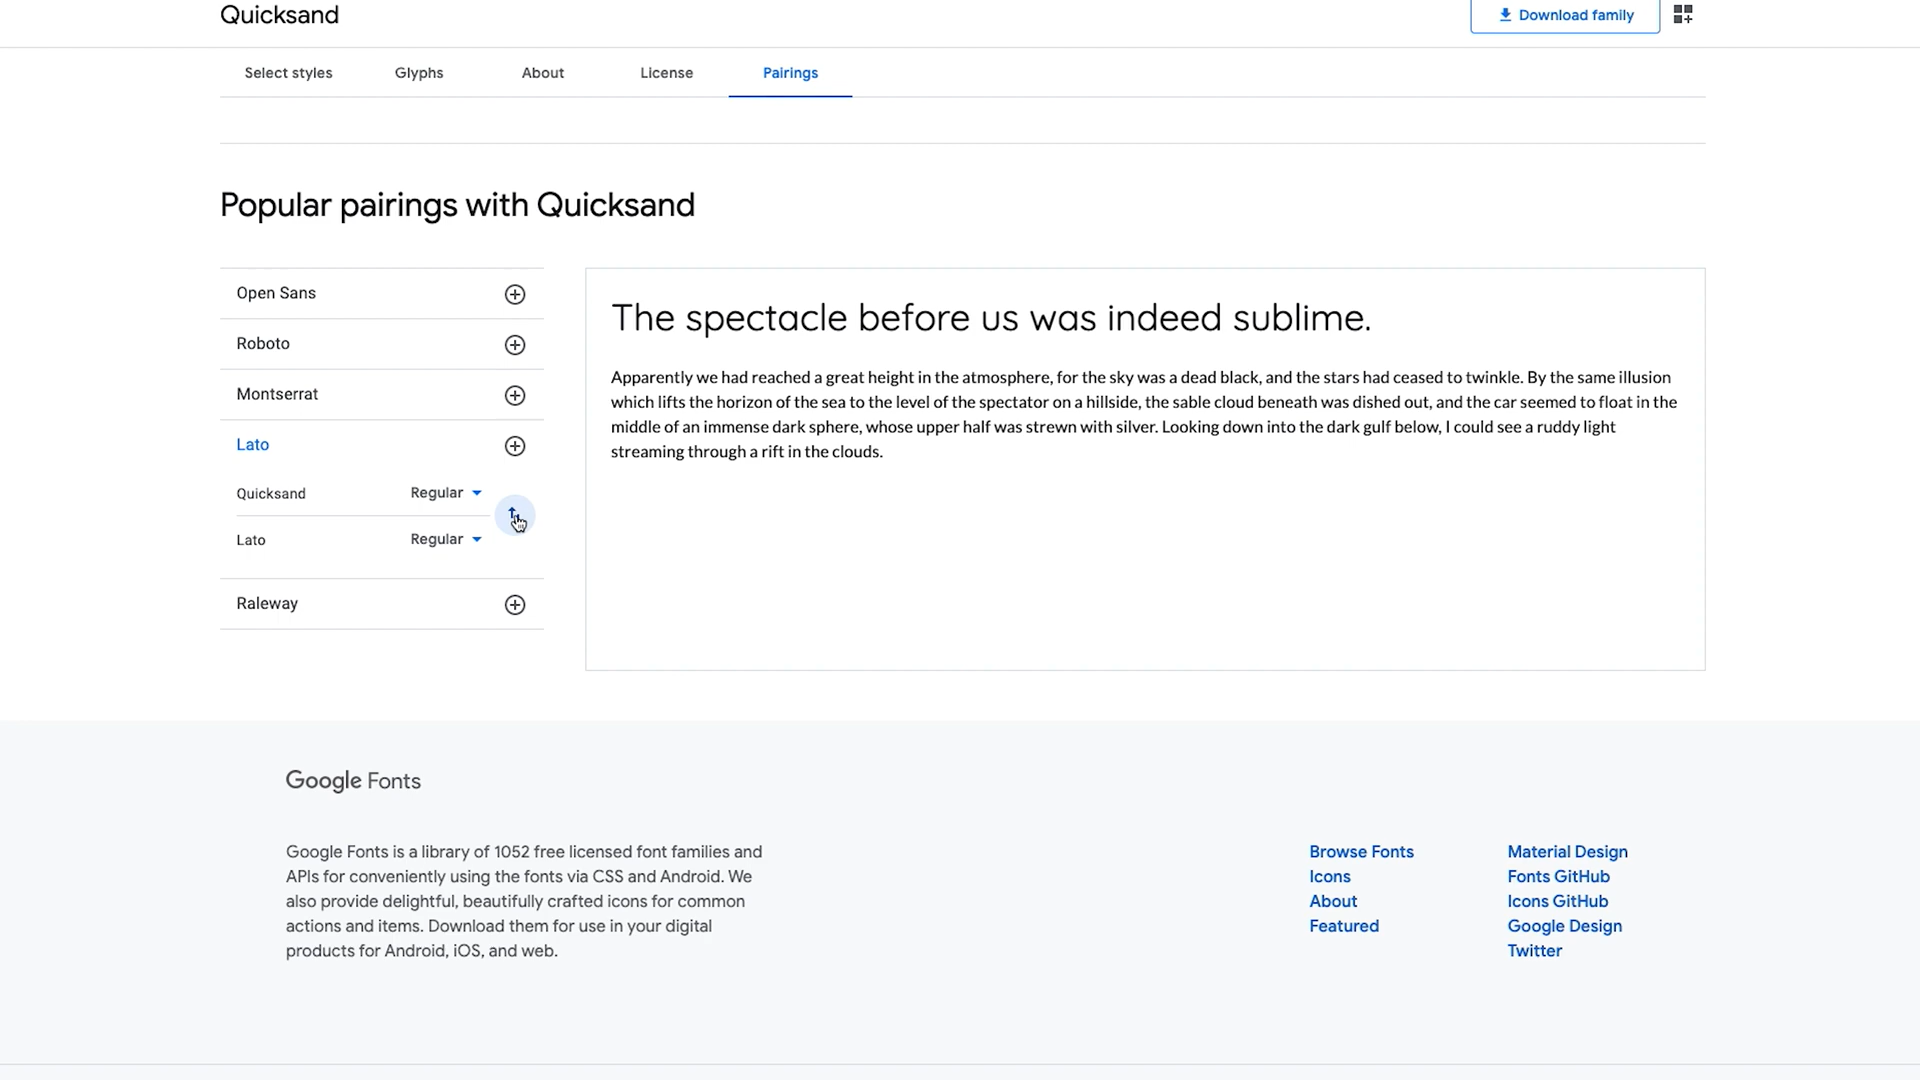 Quicksand
Download family
Select styles
Glyphs
About
License
Pairings
Popular pairings with Quicksand
Open Sans
Roboto
Montserrat
Lato
Quicksand Regular
Lato Regular
Raleway
The spectacle before us was indeed sublime.
Apparently we had reached a great height in the atmosphere, for the sky was a dead black, and the stars had ceased to twinkle. By the same illusion
which lifts the horizon of the sea to the level of the spectator on a hillside, the sable cloud beneath was dished out, and the car seemed to float in the
middle of an immense dark sphere, whose upper half was strewn with silver. Looking down into the dark gulf below, I could see a ruddy light
streaming through a rift in the clouds.
Google Fonts
Google Fonts is a library of 1052 free licensed font families and
APIs for conveniently using the fonts via CSS and Android. We
also provide delightful, beautifully crafted icons for common
actions and items. Download them for use in your digital
products for Android, iOS, and web.
Browse Fonts
Icons
About
Featured
Material Design
Fonts GitHub
Icons GitHub
Google Design
Twitter